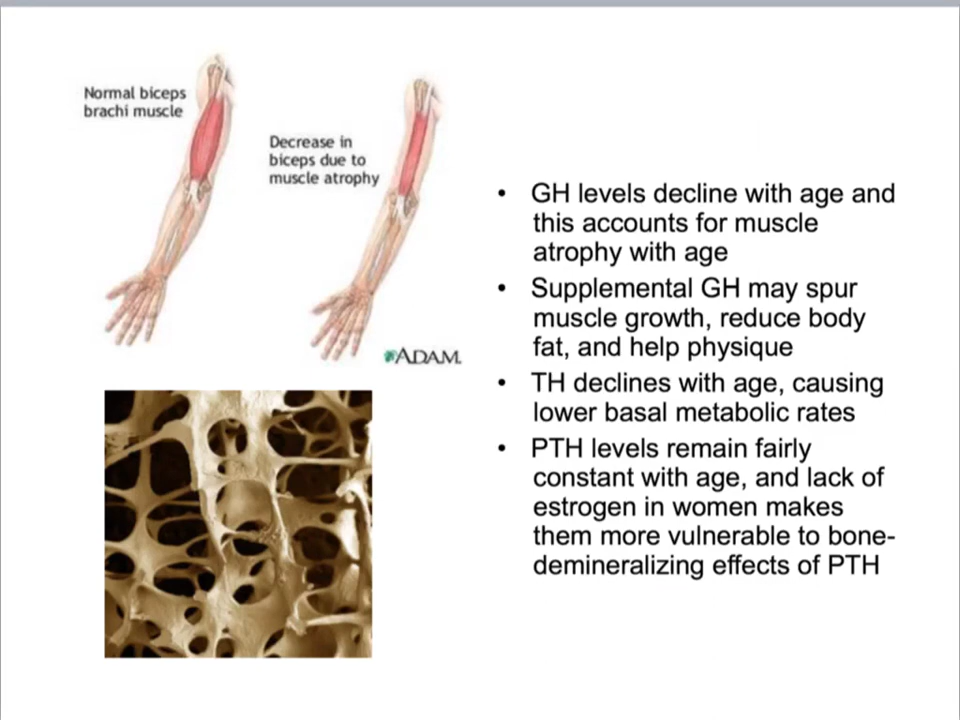 Normal biceps
brachi muscle
Decrease in
biceps due to
muscle atrophy
ADAM.
• GH levels decline with age and
this accounts for muscle
atrophy with age
• Supplemental GH may spur
muscle growth, reduce body
fat, and help physique
• TH declines with age, causing
lower basal metabolic rates
• PTH levels remain fairly
constant with age, and lack of
estrogen in women makes
them more vulnerable to bone-
demineralizing effects of PTH